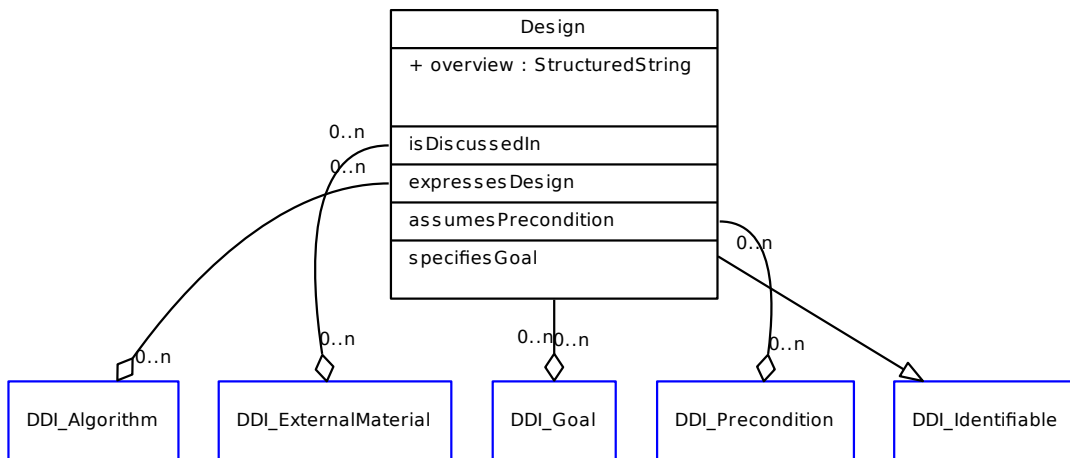 Design
+ overview : StructuredString
0..n
isDiscussedIn
0..n
expressesDesign
assumesPrecondition
0..n
specifiesGoal
0..n
0..n
0..n
0..n
0..n
DDI_Algorithm
DDI_ExternalMaterial
DDI_Goal
DDI_Precondition
DDI_Identifiable